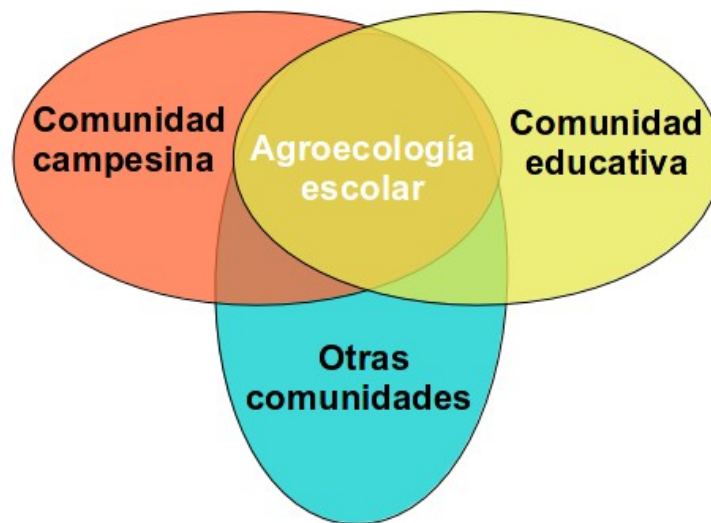 Comunidad
campesina
Agroecología
escolar
Comunidad
educativa
Otras
comunidades